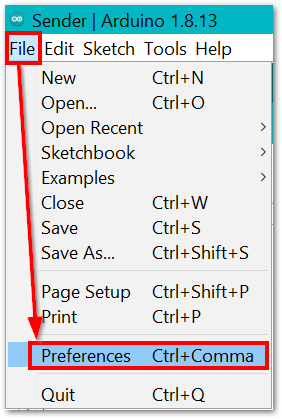 Sender | Arduino 1.8.13
File Edit Sketch Tools Help
New Ctrl+N
Open... Ctrl+O
Open Recent
Sketchbook
Examples
Close Ctrl+W
Save Ctrl+S
Save As... Ctrl+Shift+S
Page Setup Ctrl+Shift+P
Print Ctrl+P
Preferences Ctrl+Comma
Quit Ctrl+Q